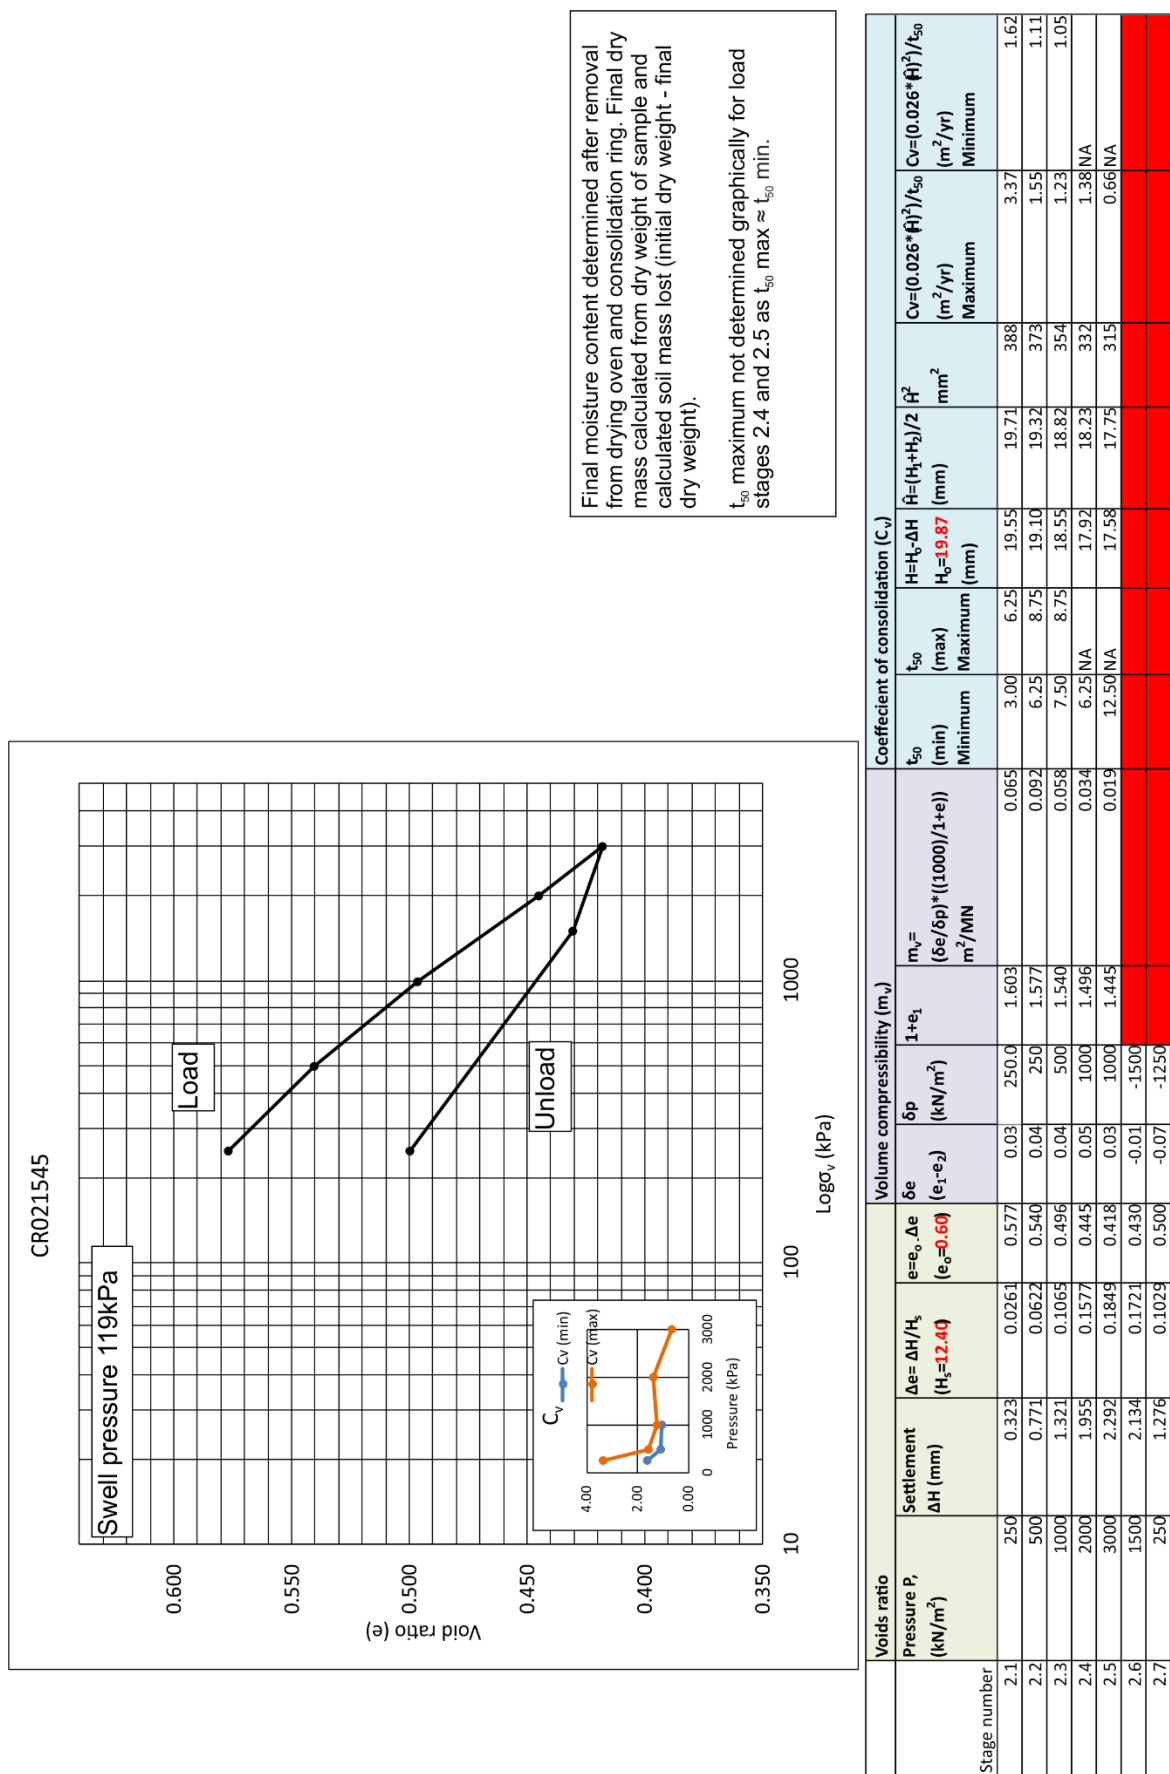 CR021545
Swell pressure 119kPa
Load
Unload
0.600
0.550
0.500
0.450
0.400
0.350
Void ratio (e)
10
100
1000
Logσv (kPa)
Cv
Cv (min)
Cv (max)
4.00
2.00
0.00
0
1000
2000
3000
Pressure (kPa)
Final moisture content determined after removal
from drying oven and consolidation ring. Final dry
mass calculated from dry weight of sample and
calculated soil mass lost (initial dry weight - final
dry weight).
t50 maximum not determined graphically for load
stages 2.4 and 2.5 as t50 max ≈ t50 min.
Voids ratio Volume compressibility (mv) Coeffecient of consolidation (Cv)
Stage number Pressure P, (kN/m²) Settlement ΔH (mm) Δe= ΔH/Hs (Hs=12.40) e=eo-Δe (eo=0.60) δe (e1-e2) δp (kN/m²) 1+e1 mv= (δe/δp)*((1000)/1+e)) m²/MN t50 (min) Minimum t50 (max) Maximum H=Ho-ΔH Ho=19.87 (mm) Ĥ=(H1+H2)/2 (mm) Ĥ² mm² Cv=(0.026*(Ĥ)²)/t50 (m²/yr) Maximum Cv=(0.026*(Ĥ)²)/t50 (m²/yr) Minimum
2.1 250 0.323 0.0261 0.577 0.03 250.0 1.603 0.065 3.00 6.25 19.55 19.71 388 3.37 1.62
2.2 500 0.771 0.0622 0.540 0.04 250 1.577 0.092 6.25 8.75 19.10 19.32 373 1.55 1.11
2.3 1000 1.321 0.1065 0.496 0.04 500 1.540 0.058 7.50 8.75 18.55 18.82 354 1.23 1.05
2.4 2000 1.955 0.1577 0.445 0.05 1000 1.496 0.034 6.25 NA 17.92 18.23 332 1.38 NA
2.5 3000 2.292 0.1849 0.418 0.03 1000 1.445 0.019 12.50 NA 17.58 17.75 315 0.66 NA
2.6 1500 2.134 0.1721 0.430 -0.01 -1500
2.7 250 1.276 0.1029 0.500 -0.07 -1250